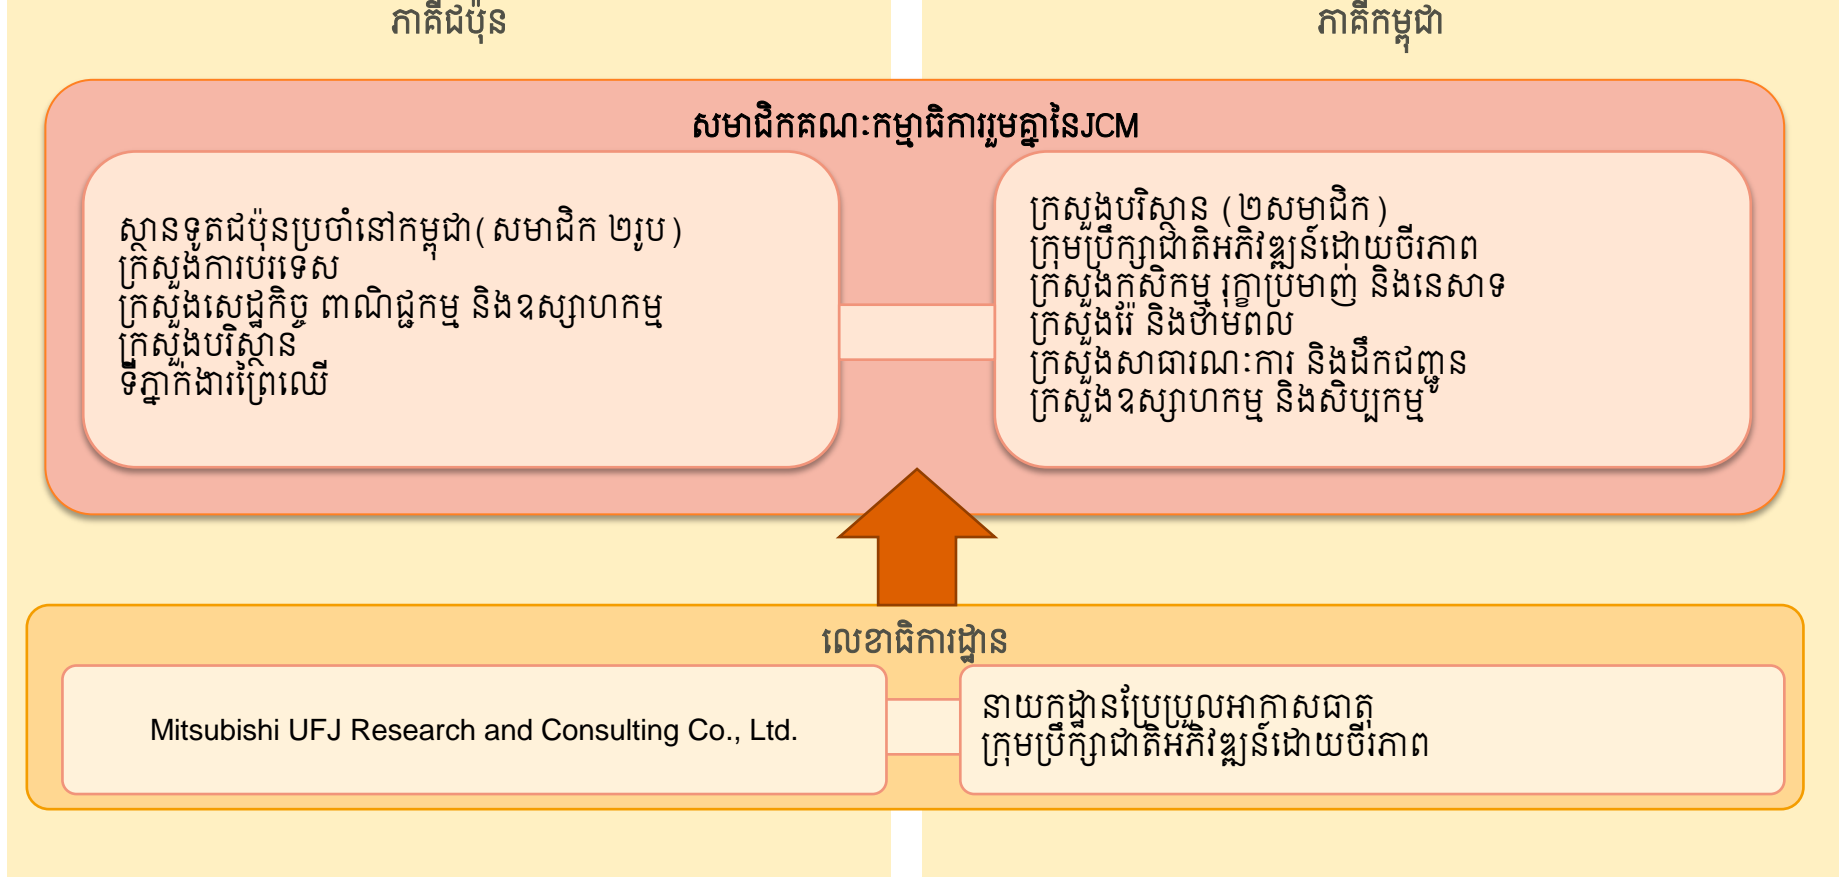 ភាគីជប៉ុន
ភាគីកម្ពុជា
សមាជិកគណៈកម្មាធិការរួមគ្នានៃJCM
ស្ថានទូតជប៉ុនប្រចាំនៅកម្ពុជា(សមាជិក ២រូប)
ក្រសួងការបរទេស
ក្រសួងសេដ្ឋកិច្ច ពាណិជ្ជកម្ម និងឧស្សាហកម្ម
ក្រសួងបរិស្ថាន
ទីភ្នាក់ងារព្រៃឈើ
ក្រសួងបរិស្ថាន (២សមាជិក)
ក្រុមប្រឹក្សាជាតិអភិវឌ្ឍន៍ដោយចីរភាព
ក្រសួងកសិកម្ម រុក្ខាប្រមាញ់ និងនេសាទ
ក្រសួងរ៉ែ និងថាមពល
ក្រសួងសាធារណៈការ និងដឹកជញ្ជូន
ក្រសួងឧស្សាហកម្ម និងសិប្បកម្ម
លេខាធិការដ្ឋាន
Mitsubishi UFJ Research and Consulting Co., Ltd.
នាយកដ្ឋានប្រែប្រួលអាកាសធាតុ
ក្រុមប្រឹក្សាជាតិអភិវឌ្ឍន៍ដោយចីរភាព